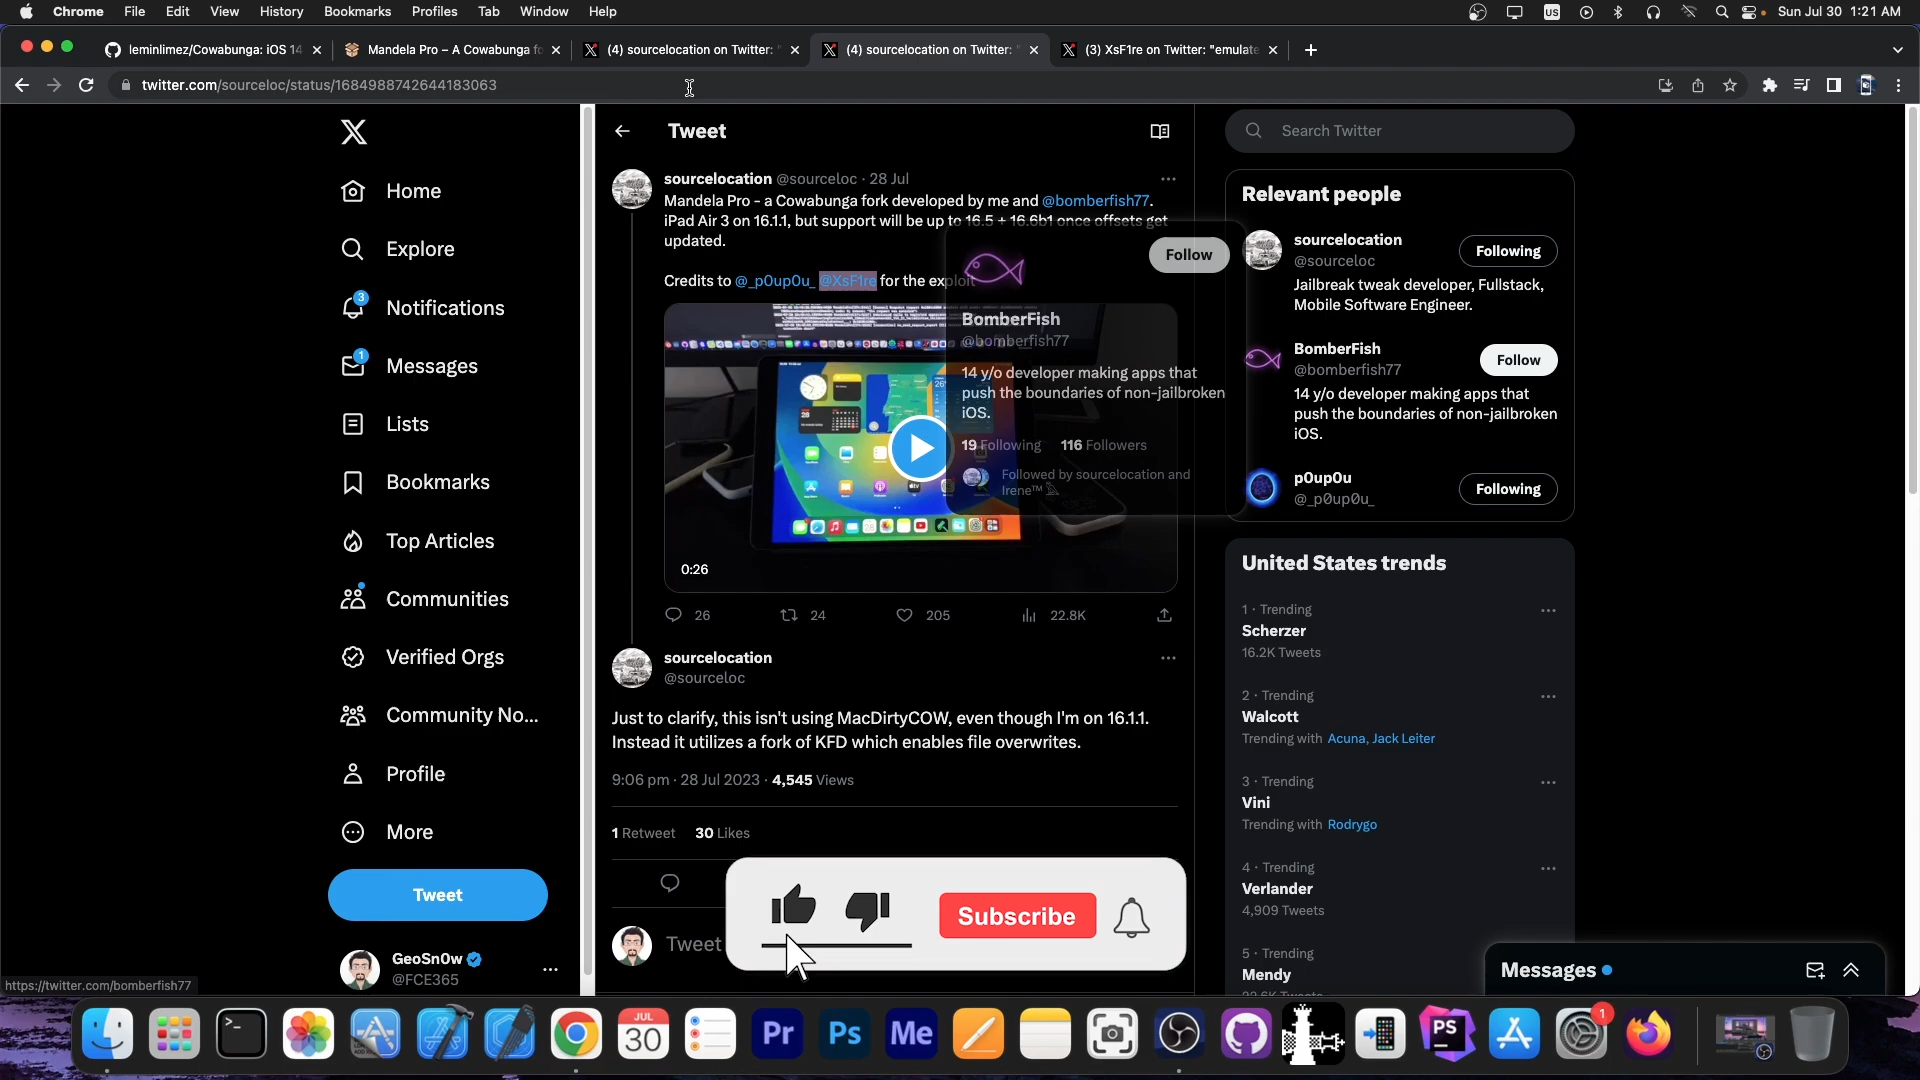 Chrome File Edit View History Bookmarks Profiles Tab Window Help
US
Sun Jul 30 1:21 AM
leminlimez/Cowabunga: iOS 14
Mandela Pro – A Cowabunga fo
(4) sourcelocation on Twitter: "
(4) sourcelocation on Twitter: "
(3) XsF1re on Twitter: "emulate
twitter.com/sourceloc/status/1684988742644183063
Home
Explore
3
Notifications
1
Messages
Lists
Bookmarks
Top Articles
Communities
Verified Orgs
Community No...
Profile
More
Tweet
GeoSn0w
@FCE365
https://twitter.com/bomberfish77
Tweet
sourcelocation @sourceloc · 28 Jul
Mandela Pro - a Cowabunga fork developed by me and @bomberfish77.
iPad Air 3 on 16.1.1, but support will be up to 16.5 + 16.6b1 once offsets get
updated.
Credits to @_p0up0u_ @XsF1re for the exploit
Follow
BomberFish
@bomberfish77
14 y/o developer making apps that
push the boundaries of non-jailbroken
iOS.
19 Following 116 Followers
Followed by sourcelocation and
Irene™
0:26
26
24
205
22.8K
sourcelocation
@sourceloc
Just to clarify, this isn't using MacDirtyCOW, even though I'm on 16.1.1.
Instead it utilizes a fork of KFD which enables file overwrites.
9:06 pm · 28 Jul 2023 · 4,545 Views
1 Retweet 30 Likes
Tweet
Subscribe
Search Twitter
Relevant people
sourcelocation
@sourceloc
Following
Jailbreak tweak developer, Fullstack,
Mobile Software Engineer.
BomberFish
@bomberfish77
Follow
14 y/o developer making apps that
push the boundaries of non-jailbroken
iOS.
p0up0u
@_p0up0u_
Following
United States trends
1 · Trending
Scherzer
16.2K Tweets
2 · Trending
Walcott
Trending with Acuna, Jack Leiter
3 · Trending
Vini
Trending with Rodrygo
4 · Trending
Verlander
4,909 Tweets
5 · Trending
Mendy
Messages
JUL
30
Pr
Ps
Me
PS
1